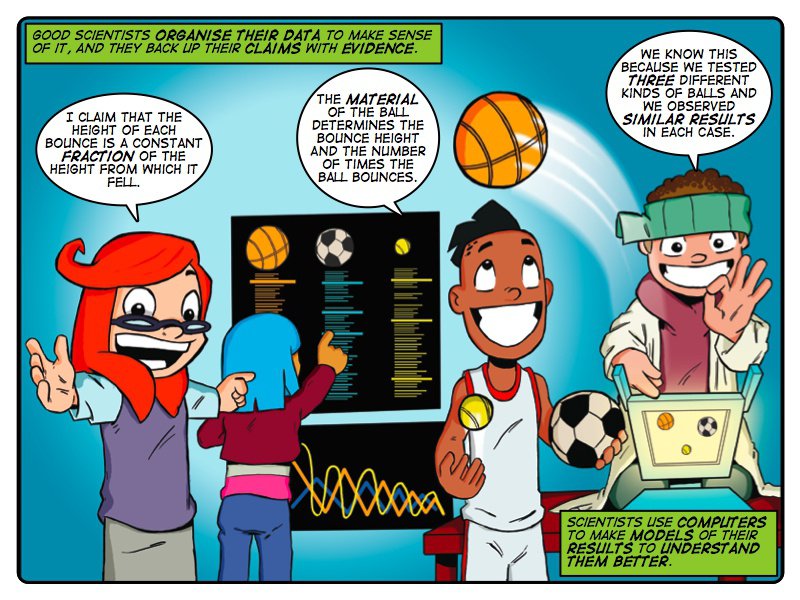 GOOD SCIENTISTS ORGANISE THEIR DATA TO MAKE SENSE
OF IT, AND THEY BACK UP THEIR CLAIMS WITH EVIDENCE.
I CLAIM THAT THE
HEIGHT OF EACH
BOUNCE IS A CONSTANT
FRACTION OF THE
HEIGHT FROM WHICH IT
FELL.
THE MATERIAL
OF THE BALL
DETERMINES THE
BOUNCE HEIGHT
AND THE NUMBER
OF TIMES THE
BALL BOUNCES.
WE KNOW THIS
BECAUSE WE TESTED
THREE DIFFERENT
KINDS OF BALLS AND
WE OBSERVED
SIMILAR RESULTS
IN EACH CASE.
SCIENTISTS USE COMPUTERS
TO MAKE MODELS OF THEIR
RESULTS TO UNDERSTAND
THEM BETTER.